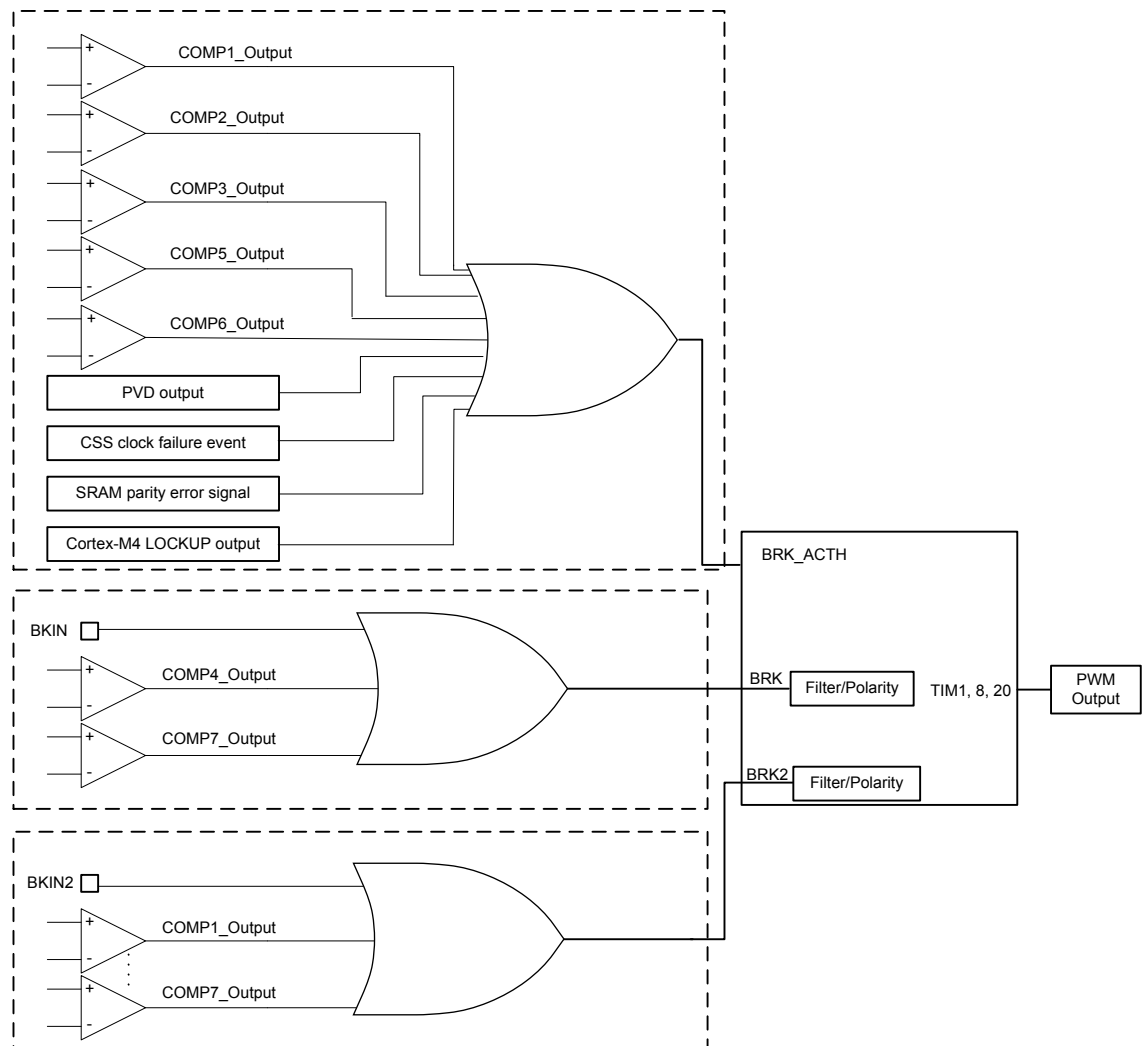 +
COMP1_Output
-
+
COMP2_Output
-
+
COMP3_Output
-
+
COMP5_Output
-
+
COMP6_Output
-
PVD output
CSS clock failure event
SRAM parity error signal
Cortex-M4 LOCKUP output
BRK_ACTH
BKIN
+
COMP4_Output
-
+
COMP7_Output
-
BRK
Filter/Polarity
TIM1, 8, 20
PWM
Output
BRK2
Filter/Polarity
BKIN2
+
COMP1_Output
-
+
COMP7_Output
-